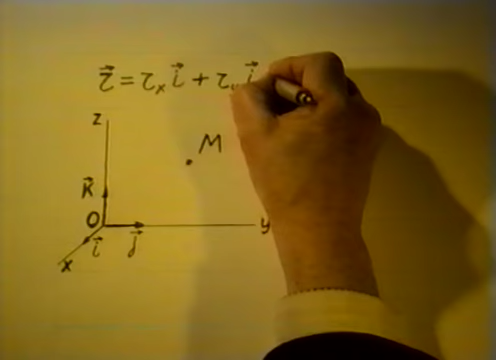 r⃗ = rₓ i⃗ + r
z
M
k⃗
O
y
i⃗ j⃗
x